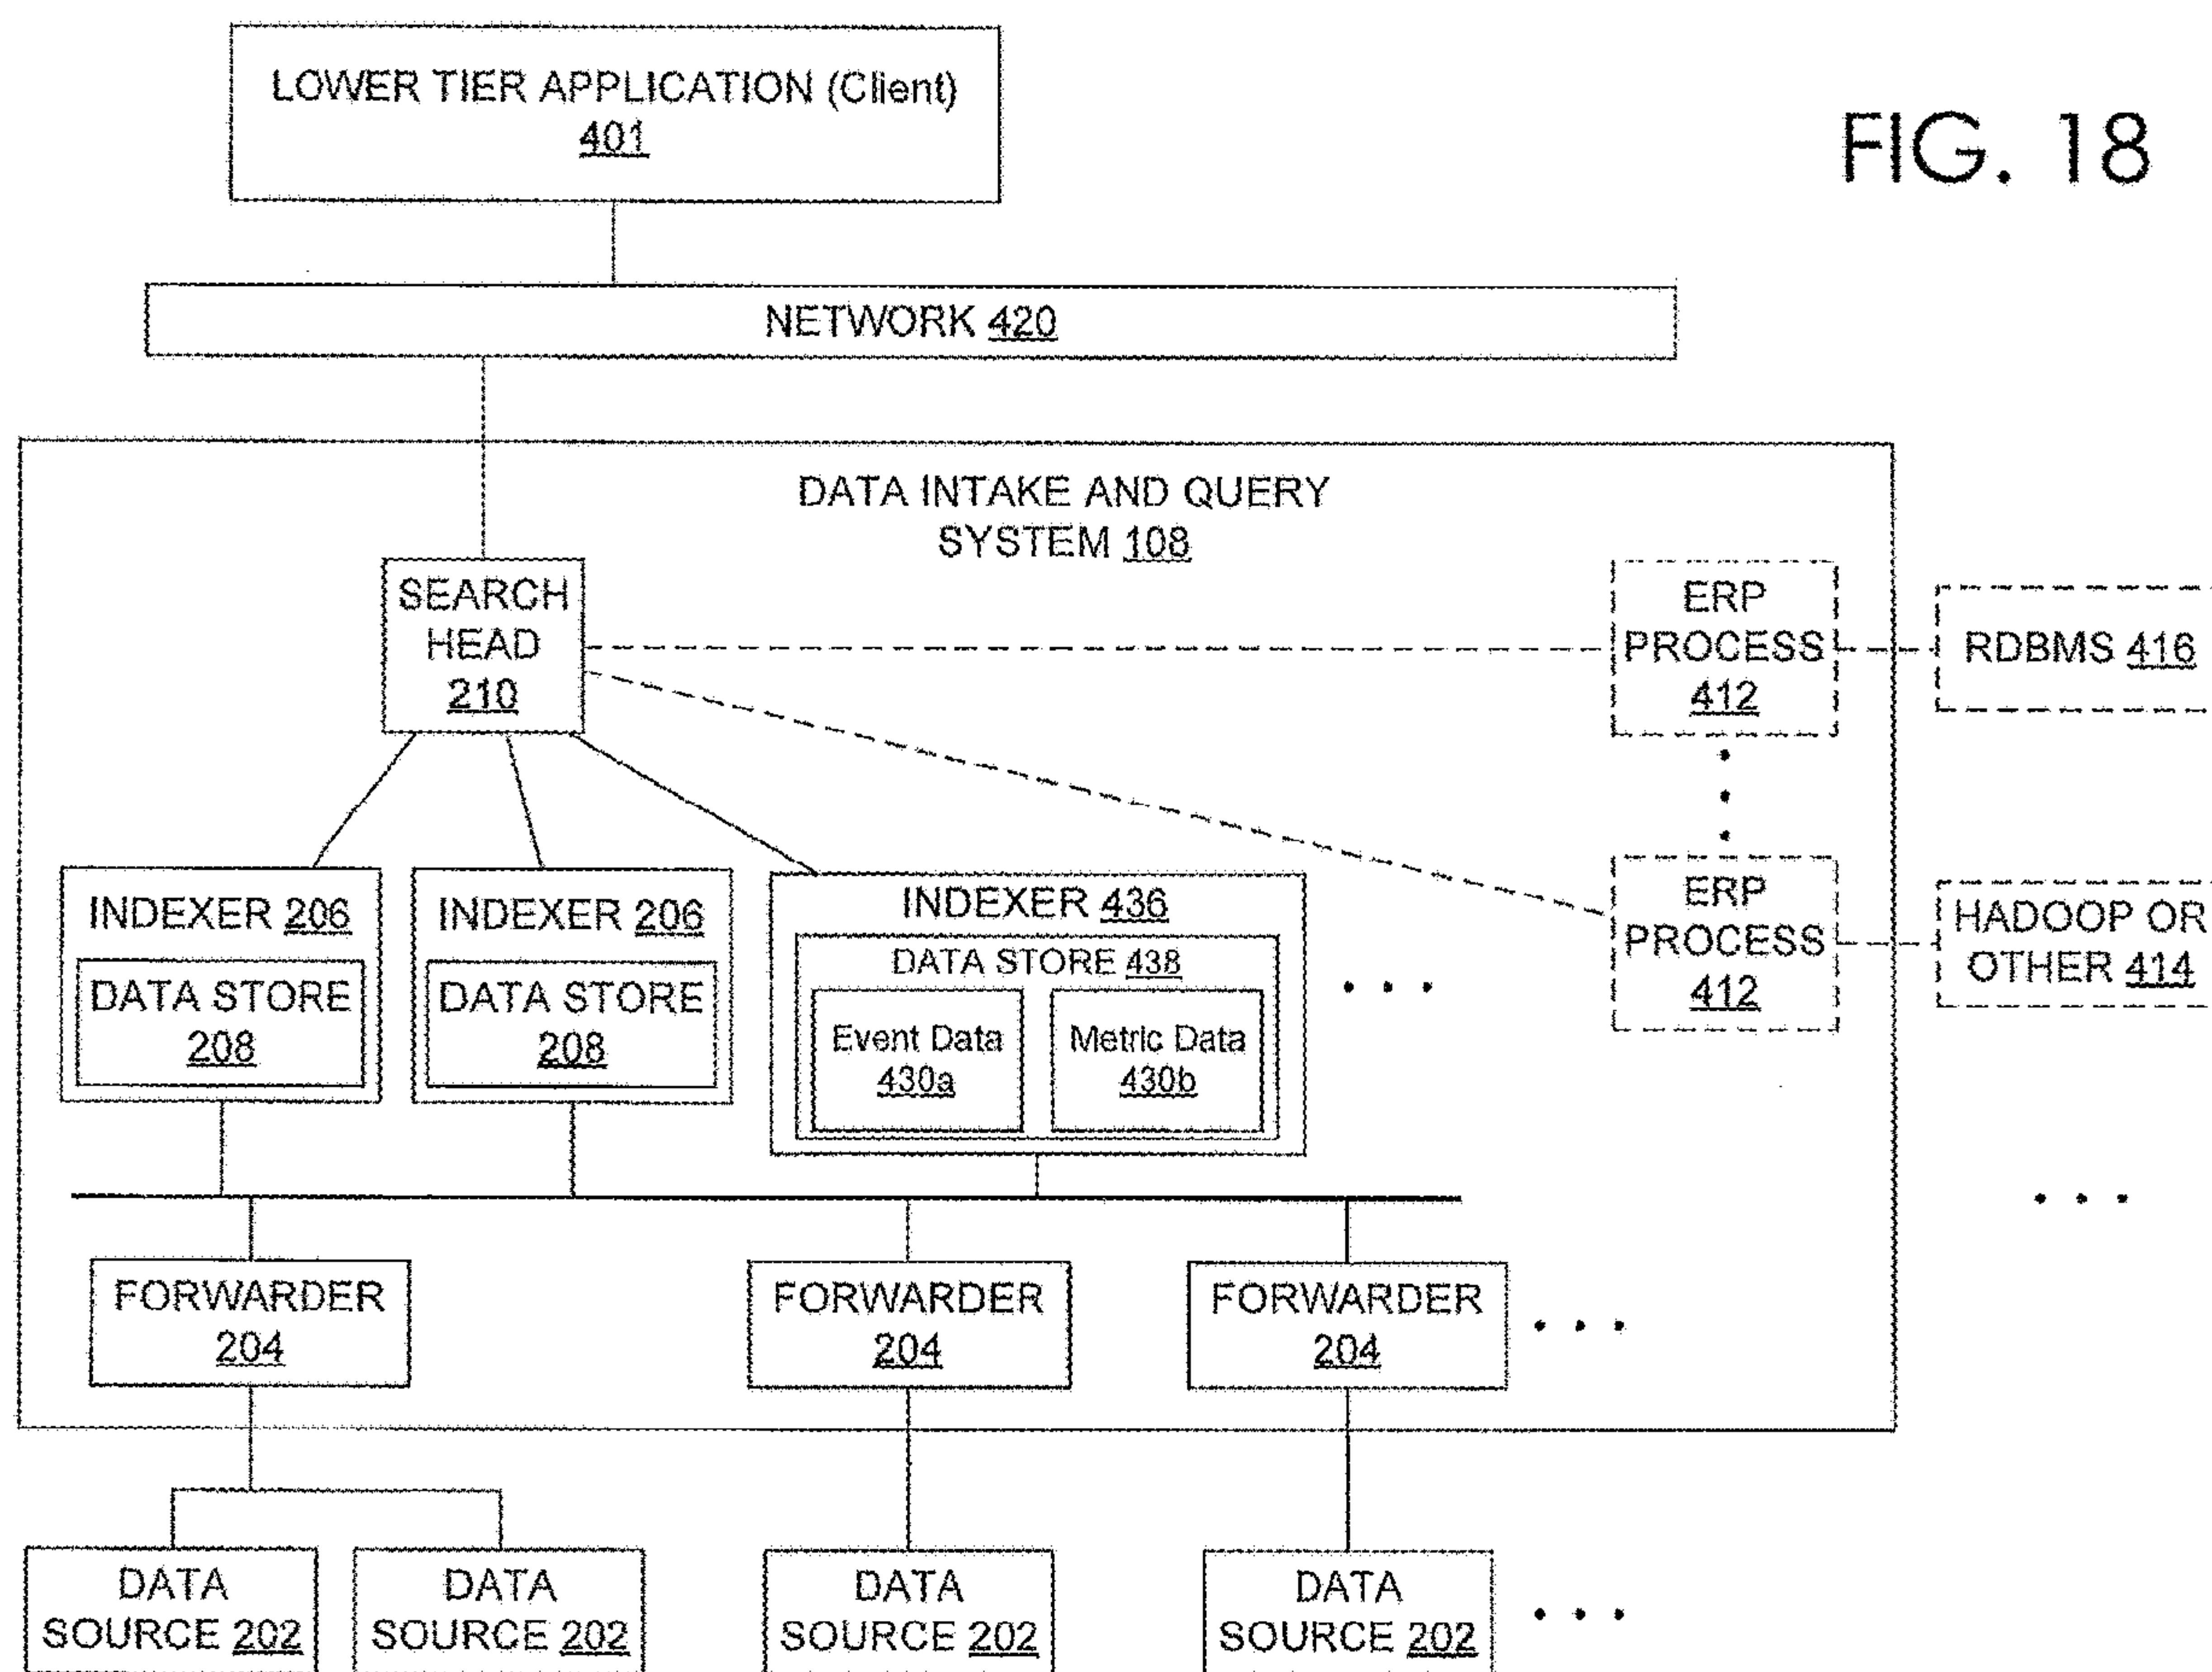 FIG. 18
LOWER TIER APPLICATION (Client)
401
NETWORK 420
DATA INTAKE AND QUERY
SYSTEM 108
SEARCH
HEAD
210
ERP
PROCESS
412
RDBMS 416
ERP
PROCESS
412
HADOOP OR
OTHER 414
INDEXER 206
DATA STORE
208
INDEXER 206
DATA STORE
208
INDEXER 436
DATA STORE 438
Event Data
430a
Metric Data
430b
FORWARDER
204
FORWARDER
204
FORWARDER
204
DATA
SOURCE 202
DATA
SOURCE 202
DATA
SOURCE 202
DATA
SOURCE 202